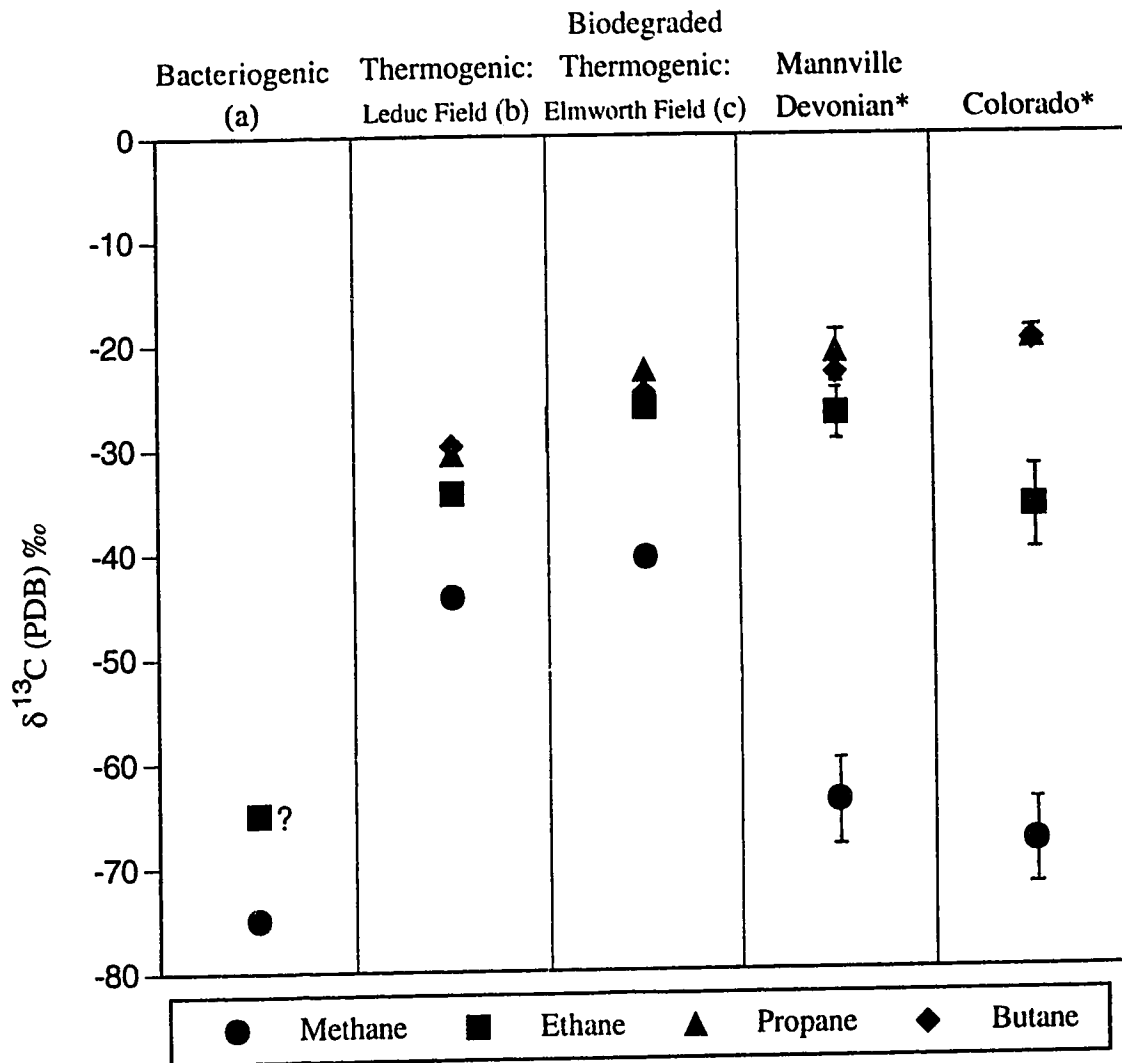 Bacteriogenic
(a)
Thermogenic:
Leduc Field (b)
Biodegraded
Thermogenic:
Elmworth Field (c)
Mannville
Devonian*
Colorado*
δ¹³C (PDB) ‰
0
-10
-20
-30
-40
-50
-60
-70
-80
?
Methane
Ethane
Propane
Butane